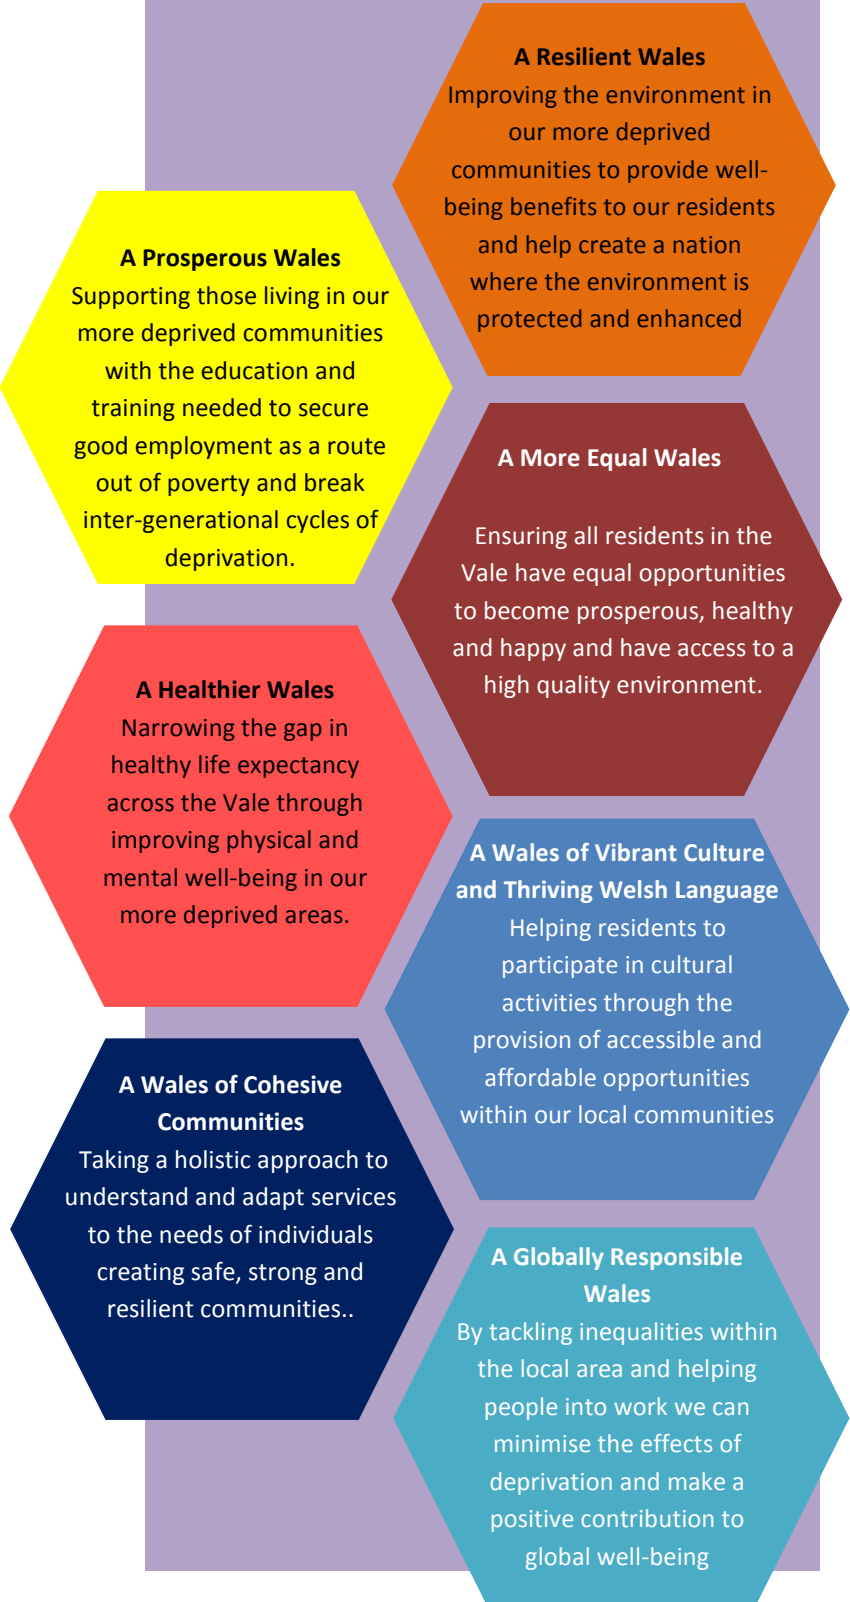 A Resilient Wales
Improving the environment in
our more deprived
communities to provide well-
being benefits to our residents
and help create a nation
where the environment is
protected and enhanced
A Prosperous Wales
Supporting those living in our
more deprived communities
with the education and
training needed to secure
good employment as a route
out of poverty and break
inter-generational cycles of
deprivation.
A More Equal Wales
Ensuring all residents in the
Vale have equal opportunities
to become prosperous, healthy
and happy and have access to a
high quality environment.
A Healthier Wales
Narrowing the gap in
healthy life expectancy
across the Vale through
improving physical and
mental well-being in our
more deprived areas.
A Wales of Vibrant Culture
and Thriving Welsh Language
Helping residents to
participate in cultural
activities through the
provision of accessible and
affordable opportunities
within our local communities
A Wales of Cohesive
Communities
Taking a holistic approach to
understand and adapt services
to the needs of individuals
creating safe, strong and
resilient communities..
A Globally Responsible
Wales
By tackling inequalities within
the local area and helping
people into work we can
minimise the effects of
deprivation and make a
positive contribution to
global well-being